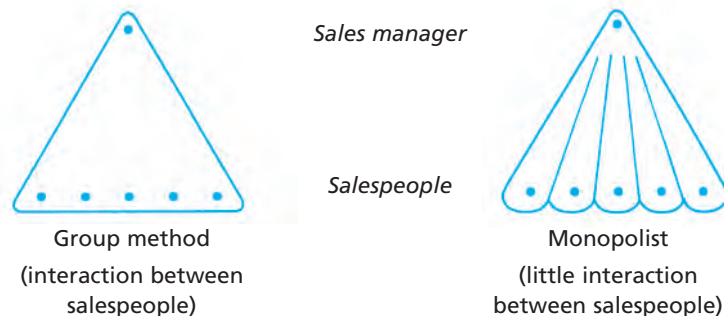 Sales manager
Salespeople
Group method
(interaction between
salespeople)
Monopolist
(little interaction
between salespeople)